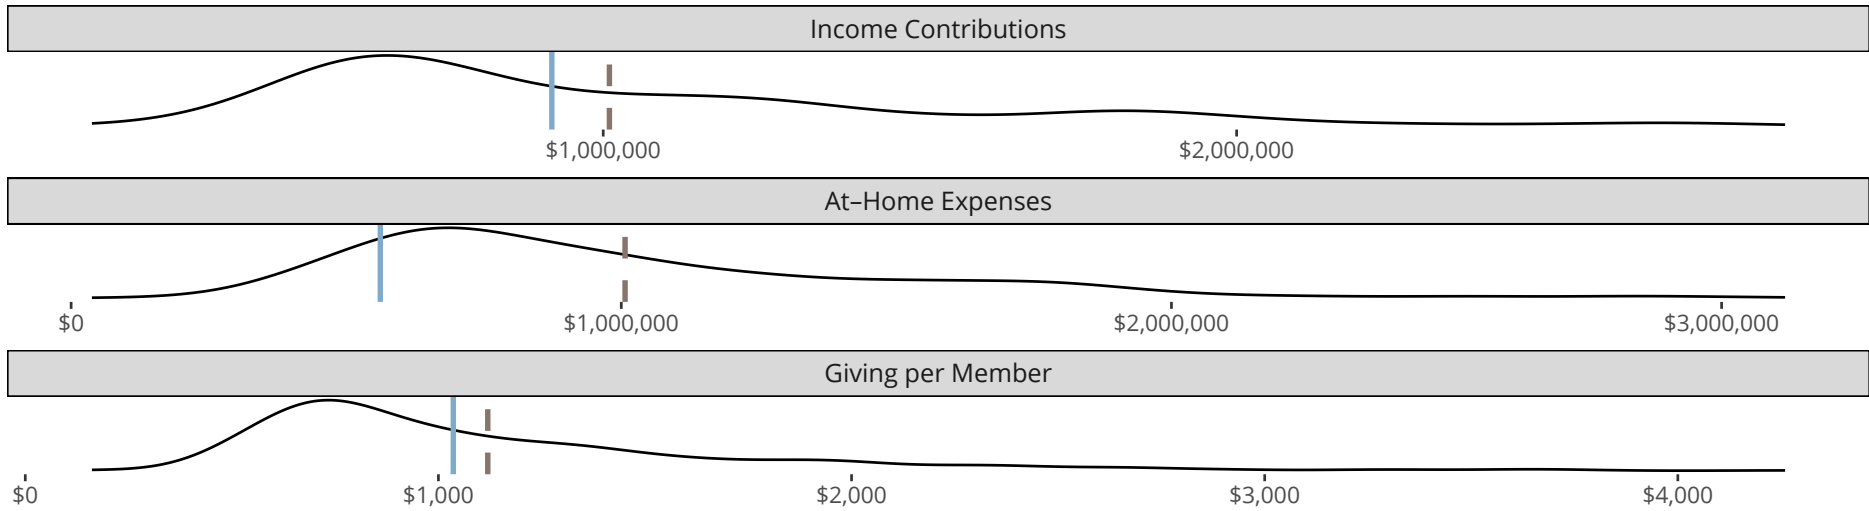 Income Contributions
$1,000,000 $2,000,000
At–Home Expenses
$0 $1,000,000 $2,000,000 $3,000,000
Giving per Member
$0 $1,000 $2,000 $3,000 $4,000